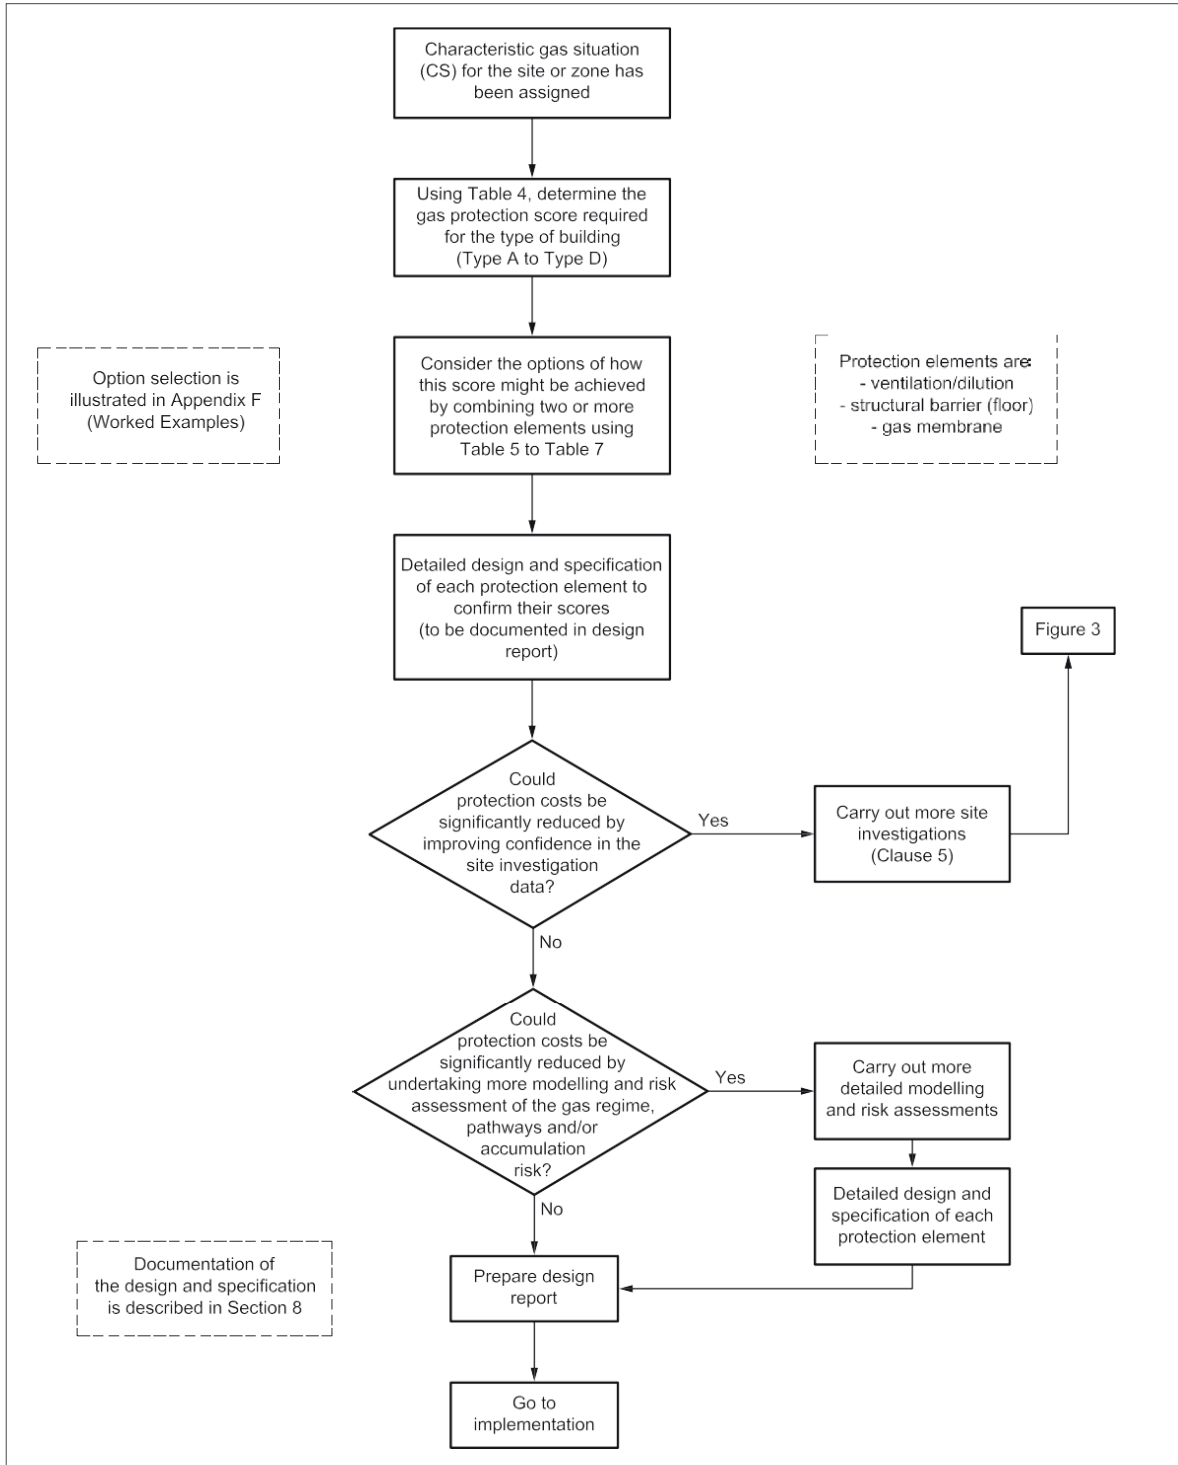 Characteristic gas situation
(CS) for the site or zone has
been assigned
Using Table 4, determine the
gas protection score required
for the type of building
(Type A to Type D)
Option selection is
illustrated in Appendix F
(Worked Examples)
Consider the options of how
this score might be achieved
by combining two or more
protection elements using
Table 5 to Table 7
Protection elements are:
- ventilation/dilution
- structural barrier (floor)
- gas membrane
Detailed design and specification
of each protection element to
confirm their scores
(to be documented in design
report)
Figure 3
Could
protection costs be
significantly reduced by
improving confidence in the
site investigation
data?
Yes
Carry out more site
investigations
(Clause 5)
No
Could
protection costs be
significantly reduced by
undertaking more modelling and risk
assessment of the gas regime,
pathways and/or
accumulation
risk?
Yes
Carry out more
detailed modelling
and risk assessments
Detailed design and
specification of each
protection element
No
Documentation of
the design and specification
is described in Section 8
Prepare design
report
Go to
implementation